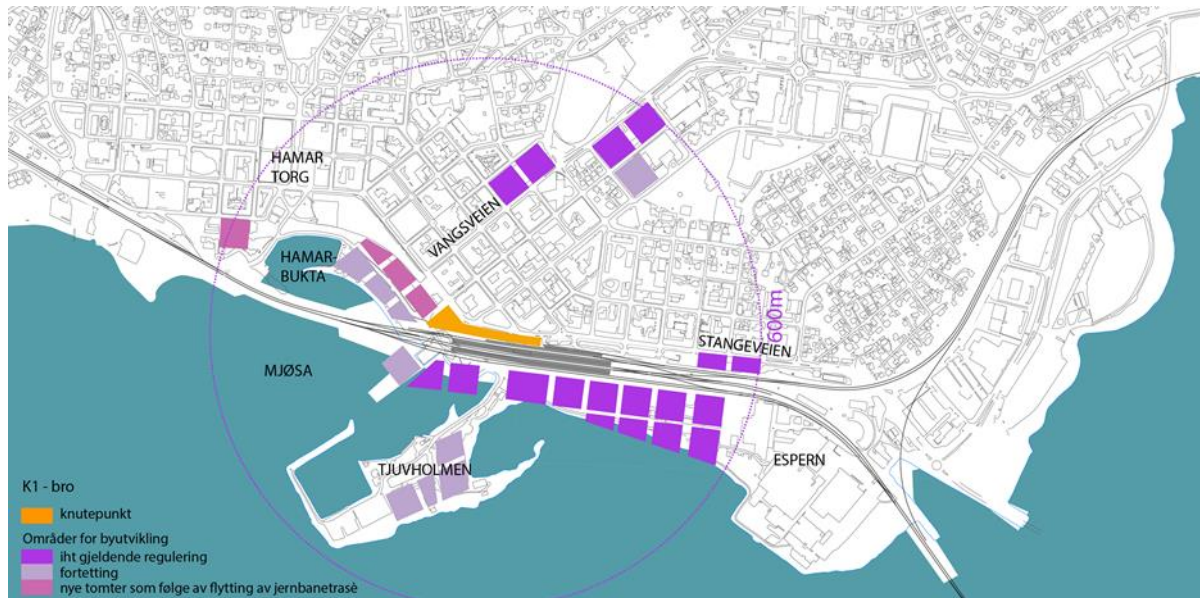 HAMAR
TORG
VANGSVEIEN
HAMAR-
BUKTA
600m
STANGEVEIEN
MJØSA
TJUVHOLMEN
ESPERN
K1 - bro
knutepunkt
Områder for byutvikling
iht gjeldende regulering
fortetting
nye tomter som følge av flytting av jernbanetrasè